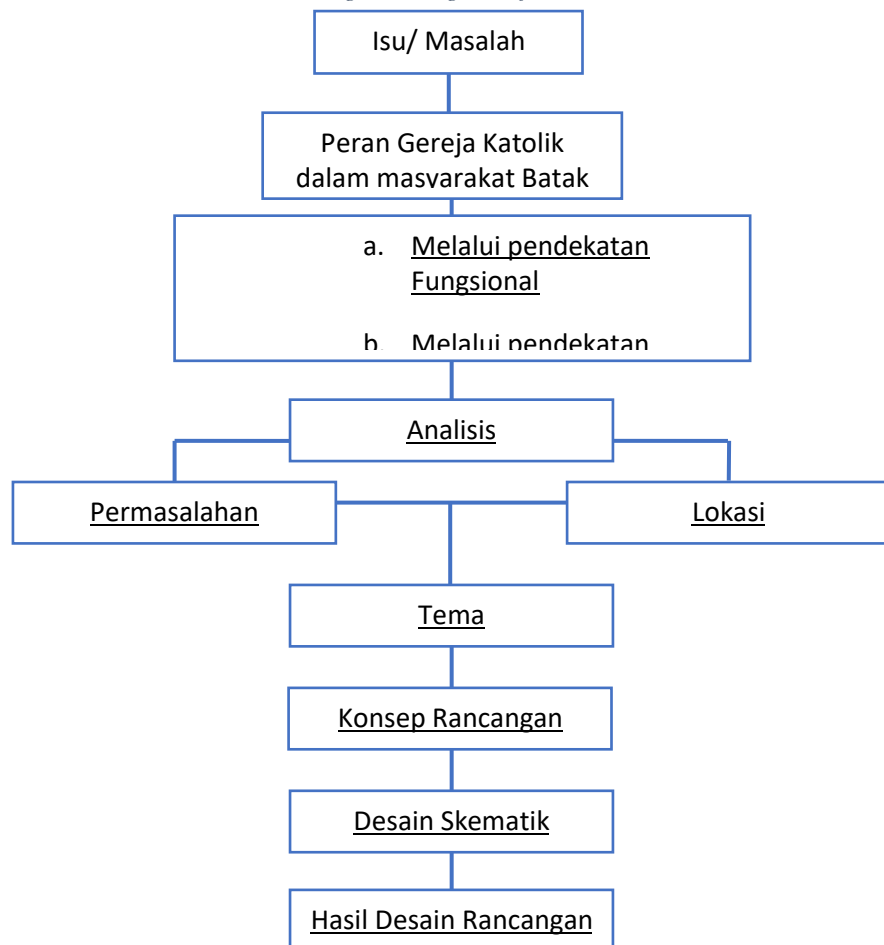 Isu/ Masalah
Peran Gereja Katolik
dalam masyarakat Batak
a. Melalui pendekatan
Fungsional
b. Melalui pendekatan
Analisis
Permasalahan
Lokasi
Tema
Konsep Rancangan
Desain Skematik
Hasil Desain Rancangan